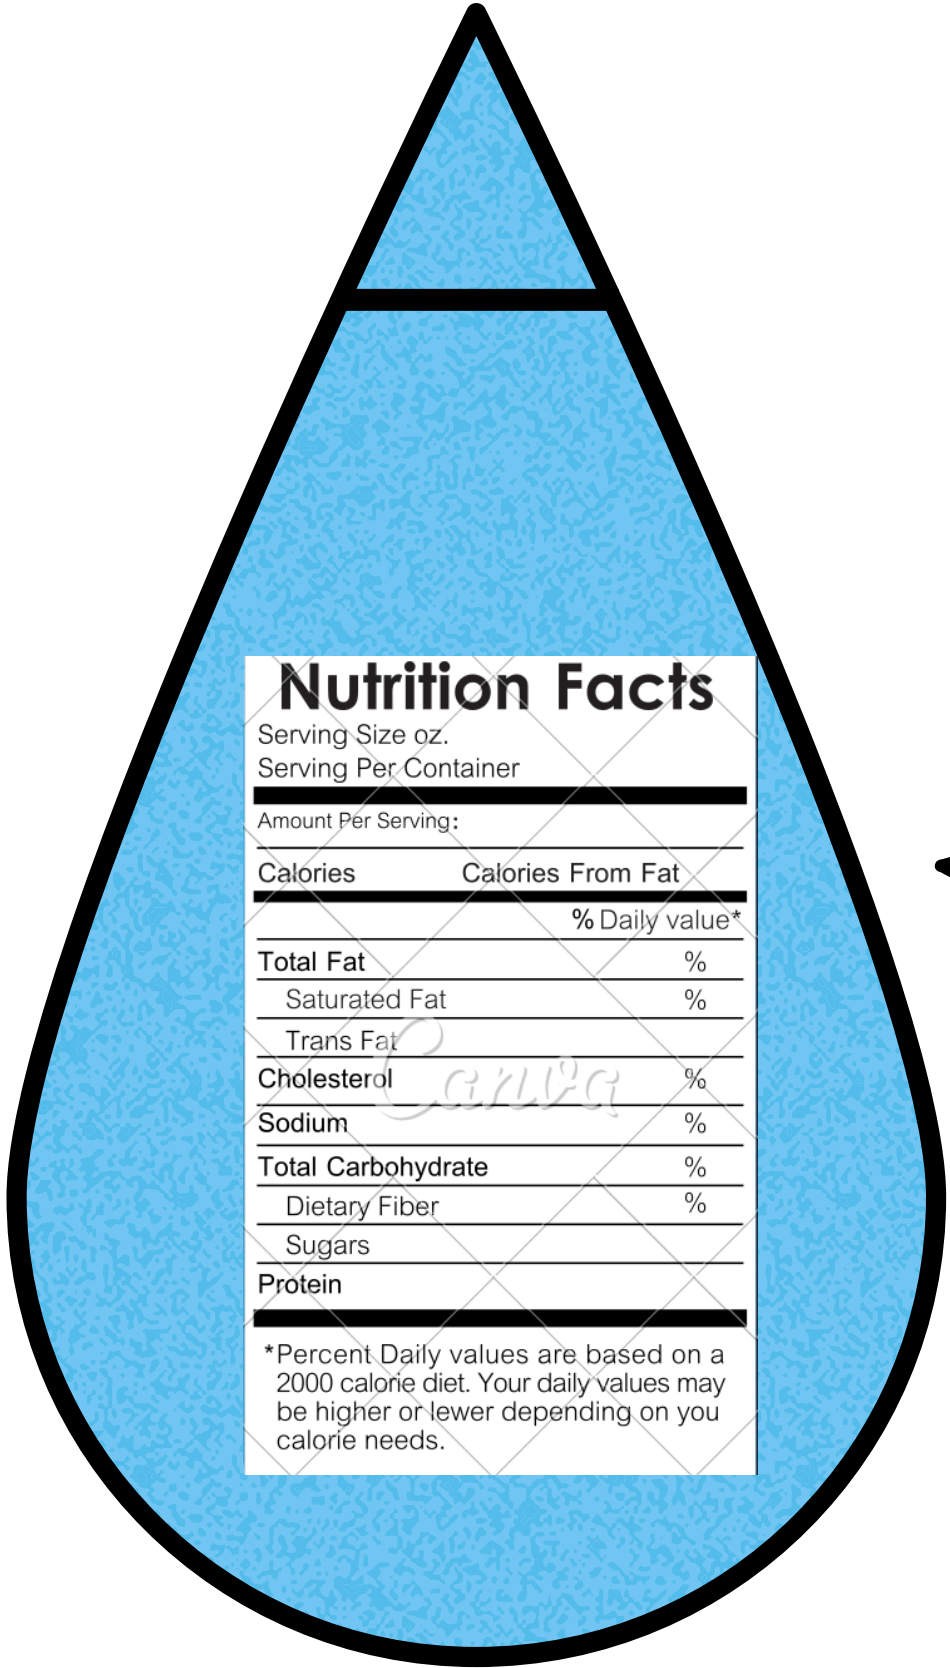 Nutrition Facts
Serving Size oz.
Serving Per Container
Amount Per Serving:
Calories Calories From Fat
% Daily value*
Total Fat %
Saturated Fat %
Trans Fat
Canva
Cholesterol %
Sodium %
Total Carbohydrate %
Dietary Fiber %
Sugars
Protein
*Percent Daily values are based on a
2000 calorie diet. Your daily values may
be higher or lewer depending on you
calorie needs.